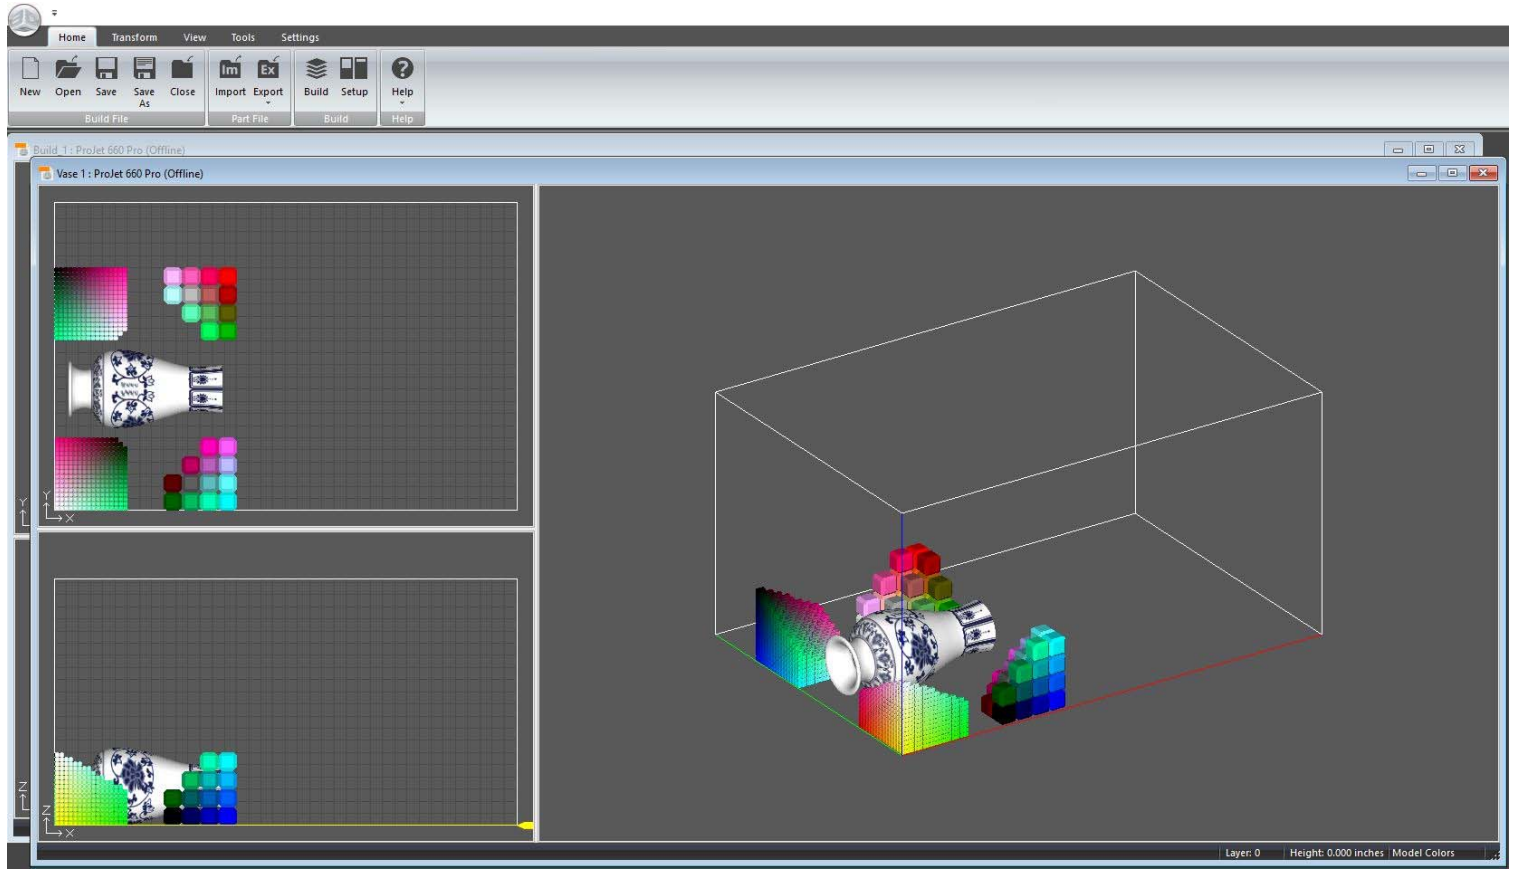 Home Transform View Tools Settings
New Open Save Save As Close Import Export Build Setup Help
Im Ex
Build File Part File Build Help
Build_1 : ProJet 660 Pro (Offline)
Vase 1 : ProJet 660 Pro (Offline)
Y
Y
X
Z
Z
X
Layer: 0 Height: 0.000 inches Model Colors